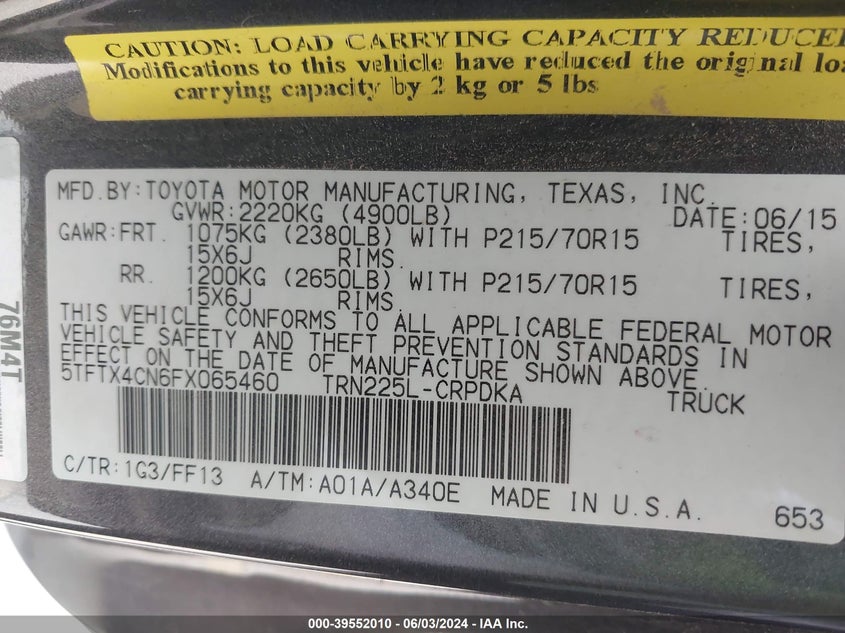 CAUTION: LOAD CARRYING CAPACITY REDUCED
Modifications to this vehicle have reduced the original loa
carrying capacity by 2 kg or 5 lbs
MFD.BY:TOYOTA MOTOR MANUFACTURING, TEXAS, INC.
GVWR:2220KG (4900LB) DATE:06/15
GAWR:FRT. 1075KG (2380LB) WITH P215/70R15 TIRES,
15X6J RIMS.
RR. 1200KG (2650LB) WITH P215/70R15 TIRES,
15X6J RIMS.
THIS VEHICLE CONFORMS TO ALL APPLICABLE FEDERAL MOTOR
VEHICLE SAFETY AND THEFT PREVENTION STANDARDS IN
EFFECT ON THE DATE OF MANUFACTURE SHOWN ABOVE.
5TFTX4CN6FX065460 TRN225L-CRPDKA TRUCK
C/TR:1G3/FF13 A/TM:A01A/A340E MADE IN U.S.A.
653
76M4T
000-39552010 - 06/03/2024 - IAA Inc.